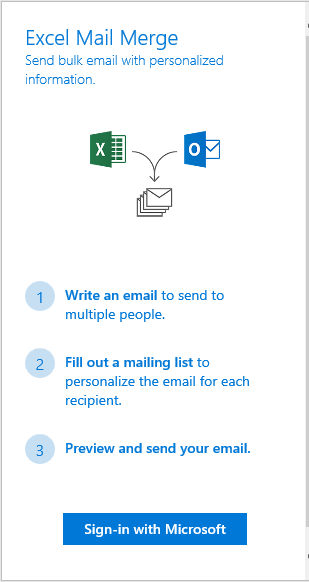 Excel Mail Merge
Send bulk email with personalized
information.
X
O
1
Write an email to send to
multiple people.
2
Fill out a mailing list to
personalize the email for each
recipient.
3
Preview and send your email.
Sign-in with Microsoft